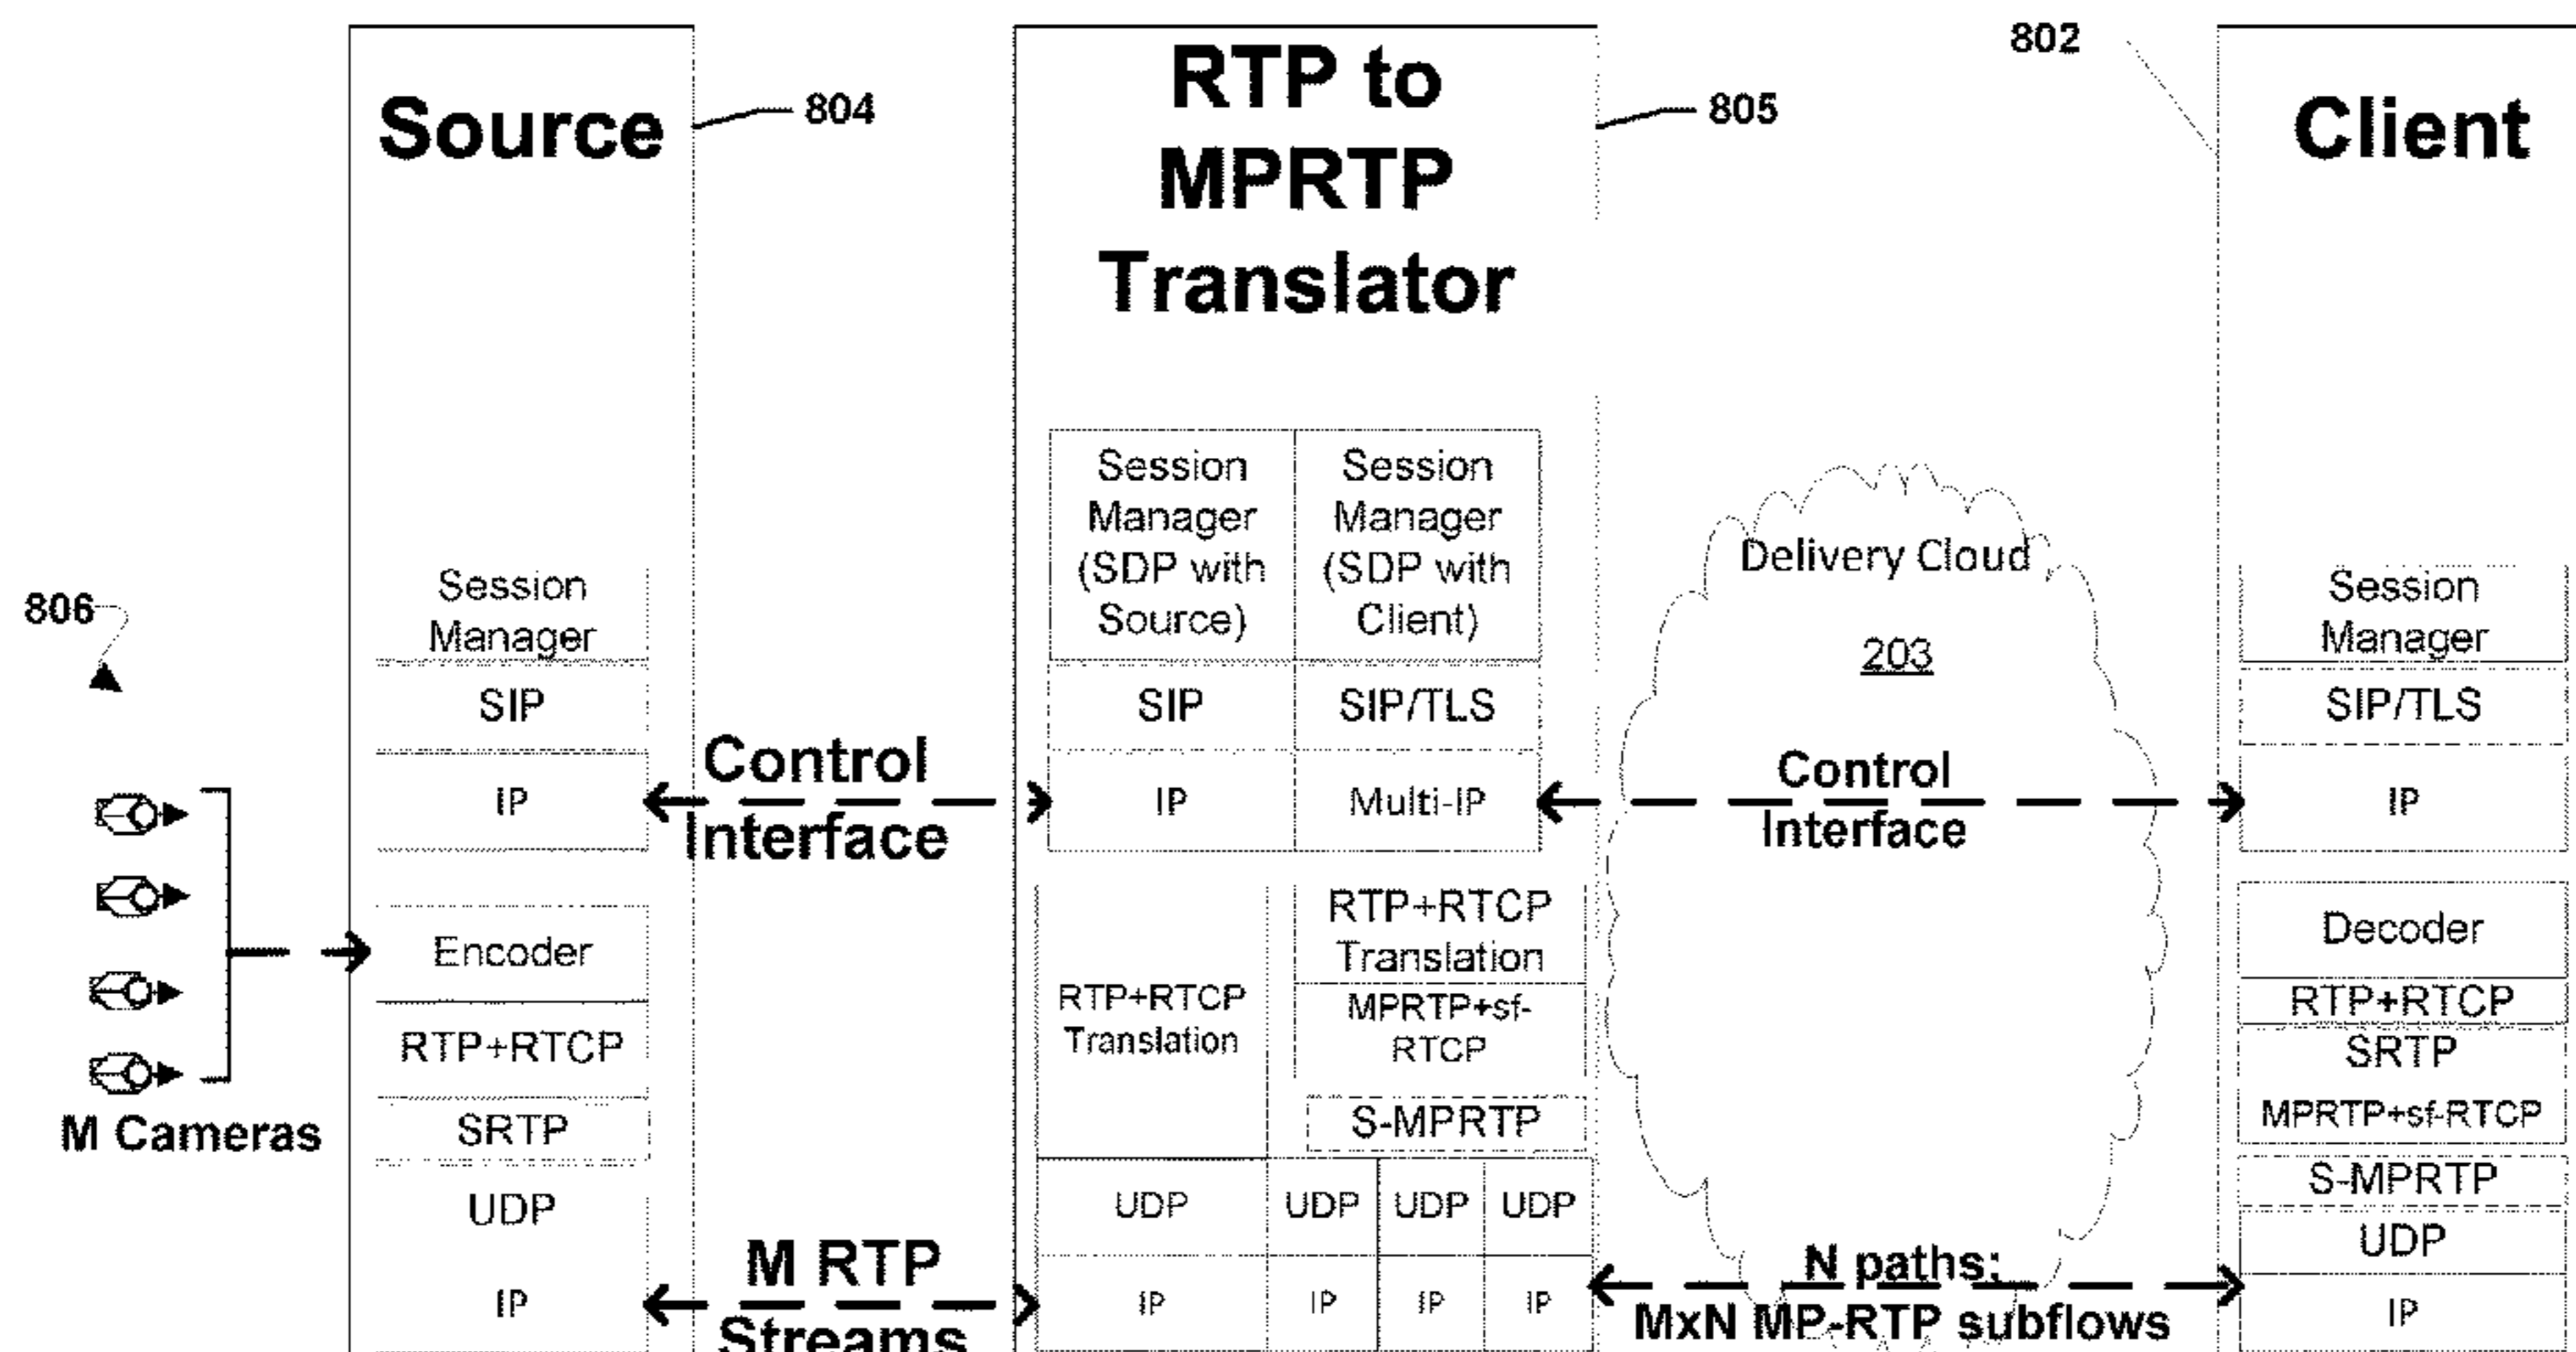 Source
804
RTP to
MPRTP
Translator
805
802
Client
806
Session
Manager
SIP
IP
Control
Interface
Session
Manager
(SDP with
Source)
Session
Manager
(SDP with
Client)
SIP
SIP/TLS
IP
Multi-IP
Delivery Cloud
203
Control
Interface
Session
Manager
SIP/TLS
IP
M Cameras
Encoder
RTP+RTCP
SRTP
UDP
IP
M RTP
Streams
RTP+RTCP
Translation
RTP+RTCP
Translation
MPRTP+sf-
RTCP
S-MPRTP
UDP
UDP
UDP
UDP
IP
IP
IP
IP
N paths;
MxN MP-RTP subflows
Decoder
RTP+RTCP
SRTP
MPRTP+sf-RTCP
S-MPRTP
UDP
IP